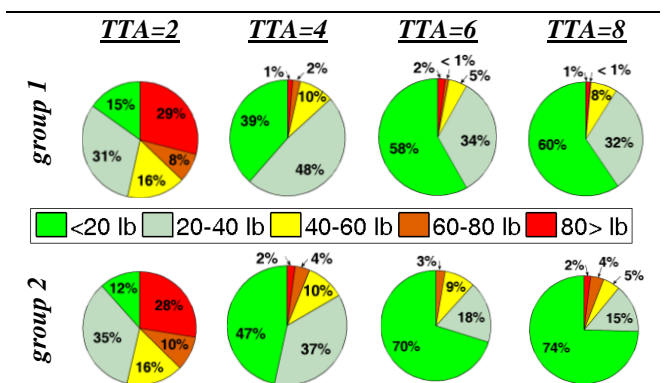 TTA=2 TTA=4 TTA=6 TTA=8
group 1
15% 29% 8% 16% 31%
1% 2% 10% 48% 39%
2% < 1% 5% 34% 58%
1% < 1% 8% 32% 60%
<20 lb 20-40 lb 40-60 lb 60-80 lb 80> lb
group 2
12% 28% 10% 16% 35%
2% 4% 10% 37% 47%
3% 9% 18% 70%
2% 4% 5% 15% 74%